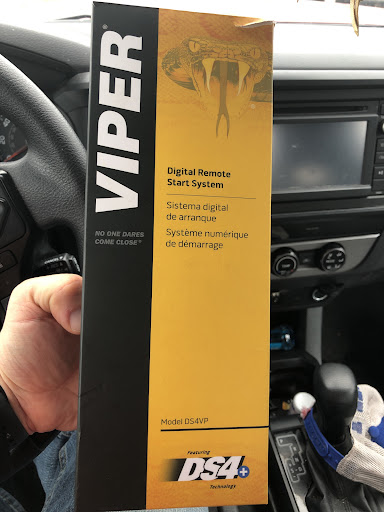 VIPER®
NO ONE DARES
COME CLOSE®
Digital Remote
Start System
Sistema digital
de arranque
Système numérique
de démarrage
Model DS4VP
Featuring
DS4+
Technology